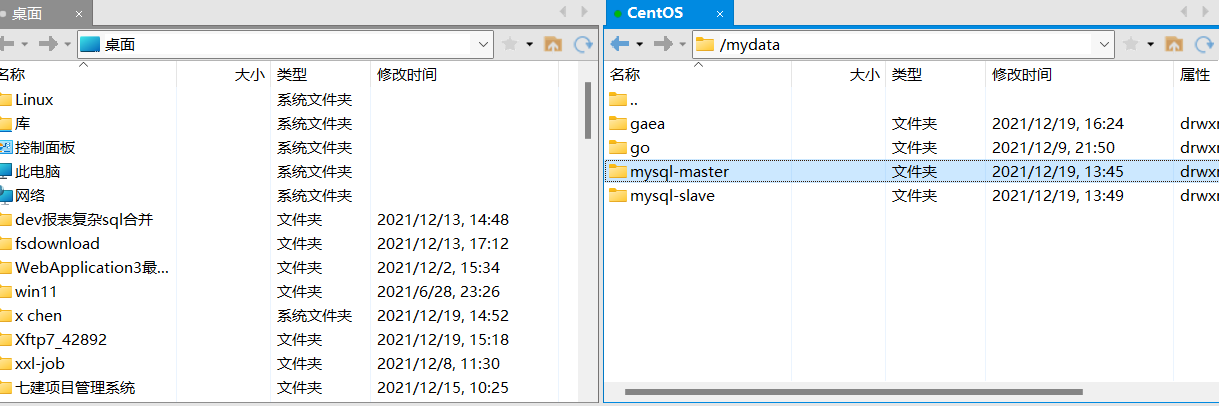 桌面
CentOS
桌面
/mydata
名称 大小 类型 修改时间
Linux 系统文件夹
库 系统文件夹
控制面板 系统文件夹
此电脑 系统文件夹
网络 系统文件夹
dev报表复杂sql合并 文件夹 2021/12/13, 14:48
fsdownload 文件夹 2021/12/13, 17:12
WebApplication3最... 文件夹 2021/12/2, 15:34
win11 文件夹 2021/6/28, 23:26
x chen 系统文件夹 2021/12/19, 14:52
Xftp7_42892 文件夹 2021/12/19, 15:18
xxl-job 文件夹 2021/12/8, 11:30
七建项目管理系统 文件夹 2021/12/15, 10:25
名称 大小 类型 修改时间 属性
..
gaea 文件夹 2021/12/19, 16:24 drwxr
go 文件夹 2021/12/9, 21:50 drwxr
mysql-master 文件夹 2021/12/19, 13:45 drwxr
mysql-slave 文件夹 2021/12/19, 13:49 drwxr